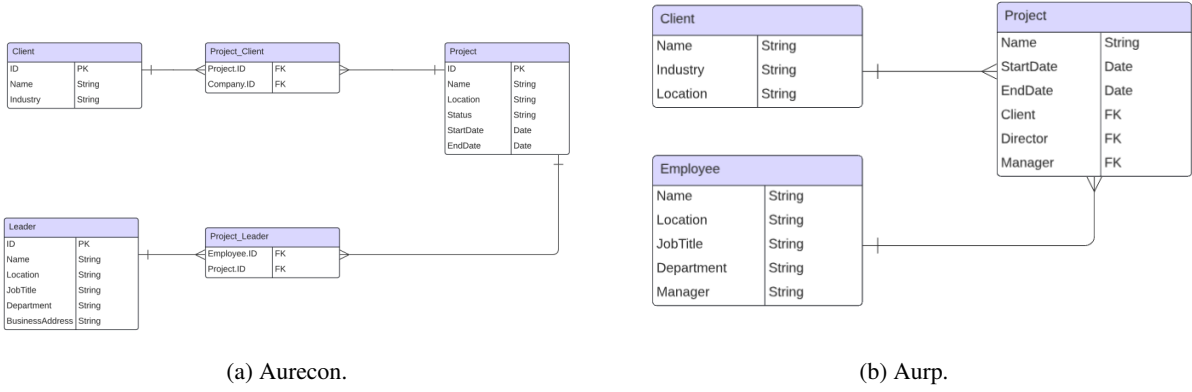 Client
ID PK
Name String
Industry String
Project_Client
Project.ID FK
Company.ID FK
Project
ID PK
Name String
Location String
Status String
StartDate Date
EndDate Date
Leader
ID PK
Name String
Location String
JobTitle String
Department String
BusinessAddress String
Project_Leader
Employee.ID FK
Project.ID FK
(a) Aurecon.
Client
Name String
Industry String
Location String
Project
Name String
StartDate Date
EndDate Date
Client FK
Director FK
Manager FK
Employee
Name String
Location String
JobTitle String
Department String
Manager String
(b) Aurp.